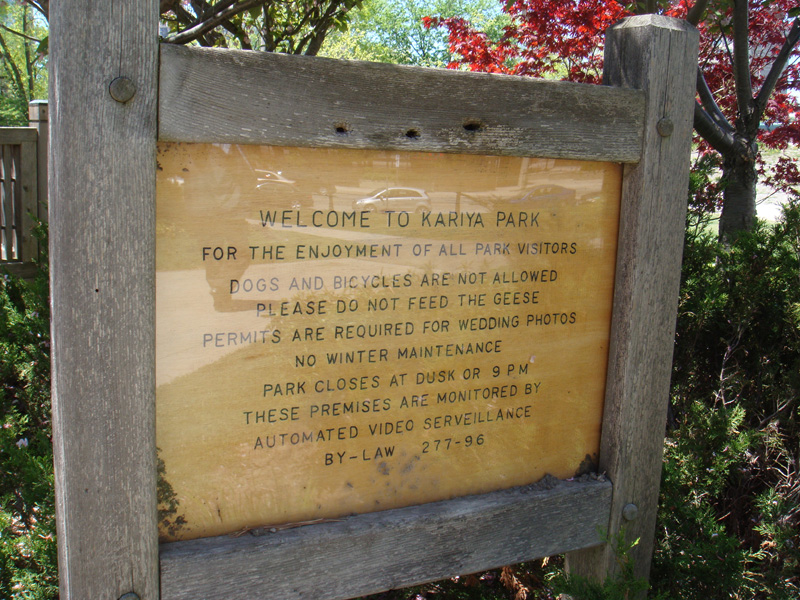 WELCOME TO KARIYA PARK
FOR THE ENJOYMENT OF ALL PARK VISITORS
DOGS AND BICYCLES ARE NOT ALLOWED
PLEASE DO NOT FEED THE GEESE
PERMITS ARE REQUIRED FOR WEDDING PHOTOS
NO WINTER MAINTENANCE
PARK CLOSES AT DUSK OR 9 PM
THESE PREMISES ARE MONITORED BY
AUTOMATED VIDEO SERVEILLANCE
BY-LAW 277-96